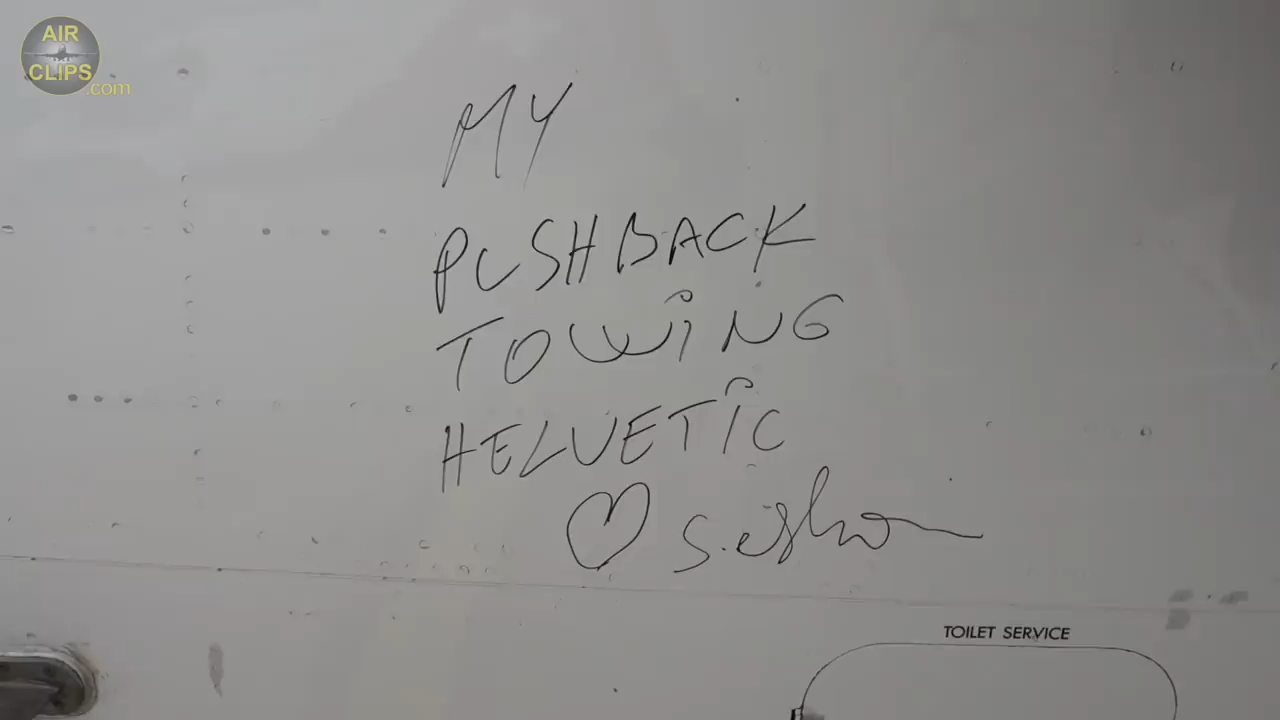 AIR
CLIPS
.com
MY
PUSHBACK
TOWING
HELVETIC
TOILET SERVICE